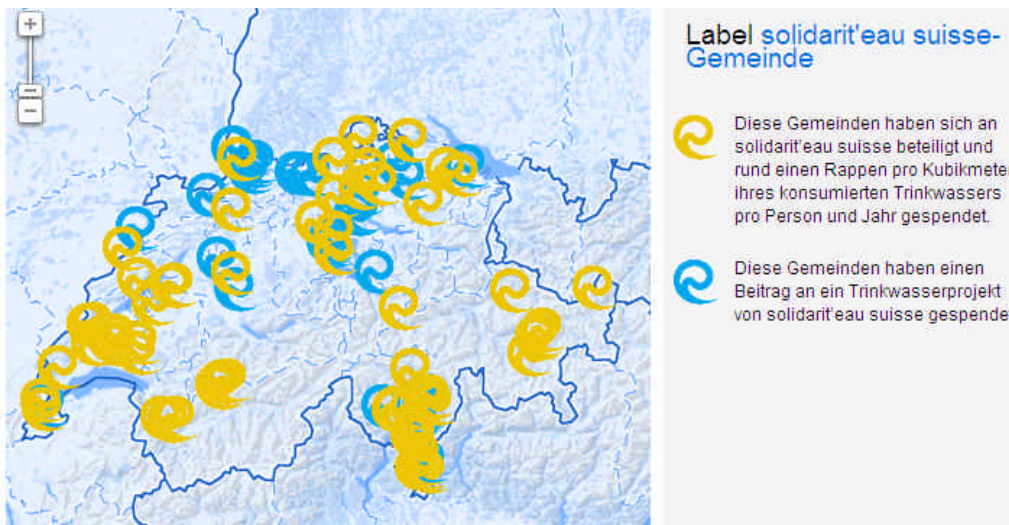 Label solidarit'eau suisse-
Gemeinde
Diese Gemeinden haben sich an
solidarit'eau suisse beteiligt und
rund einen Rappen pro Kubikmete
ihres konsumierten Trinkwassers
pro Person und Jahr gespendet.
Diese Gemeinden haben einen
Beitrag an ein Trinkwasserprojekt
von solidarit'eau suisse gespende